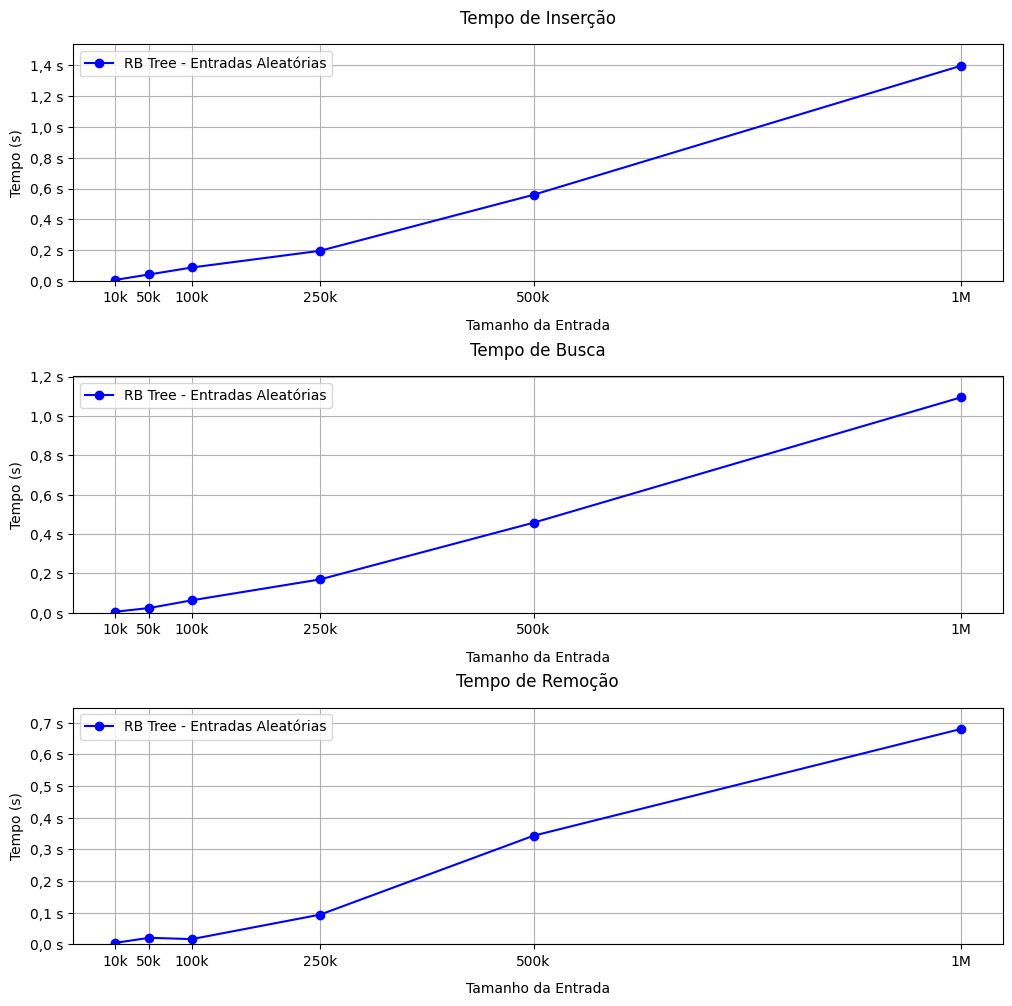 Tempo de Inserção
RB Tree - Entradas Aleatórias
1,4 s
1,2 s
1,0 s
0,8 s
0,6 s
0,4 s
0,2 s
0,0 s
Tempo (s)
10k 50k 100k 250k 500k 1M
Tamanho da Entrada
Tempo de Busca
RB Tree - Entradas Aleatórias
1,2 s
1,0 s
0,8 s
0,6 s
0,4 s
0,2 s
0,0 s
Tempo (s)
10k 50k 100k 250k 500k 1M
Tamanho da Entrada
Tempo de Remoção
RB Tree - Entradas Aleatórias
0,7 s
0,6 s
0,5 s
0,4 s
0,3 s
0,2 s
0,1 s
0,0 s
Tempo (s)
10k 50k 100k 250k 500k 1M
Tamanho da Entrada